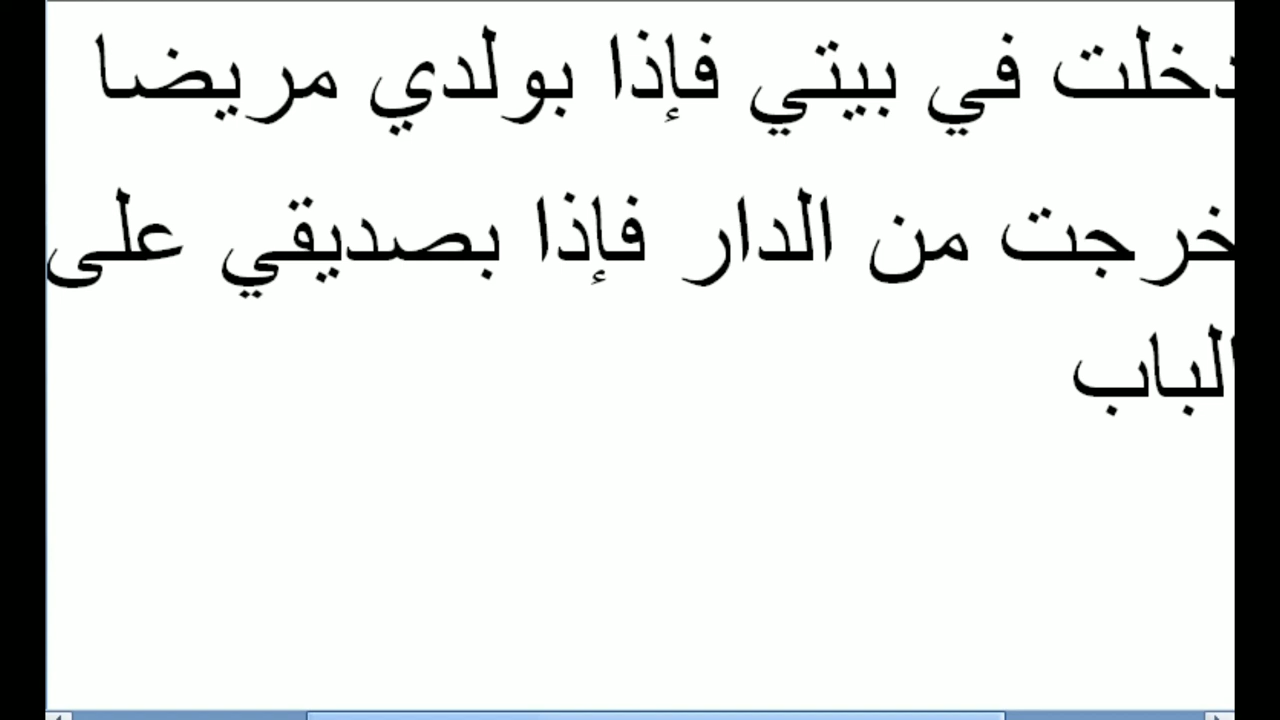 دخلت في بيتي فإذا بولدي مريضا
خرجت من الدار فإذا بصديقي على
الباب